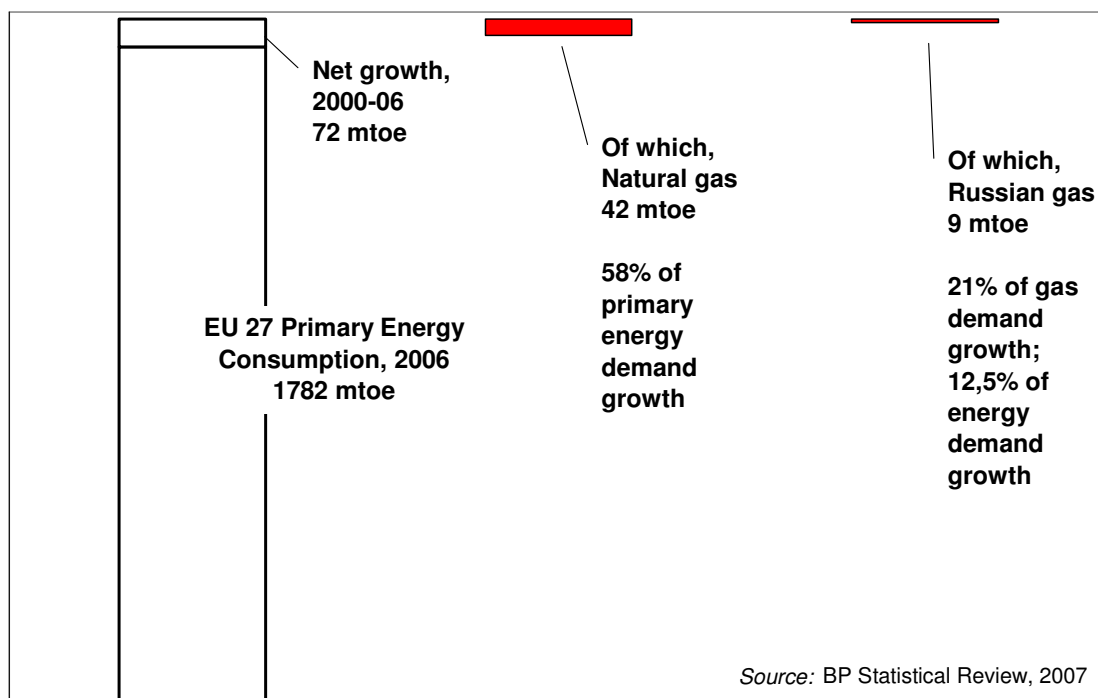 Net growth,
2000-06
72 mtoe
Of which,
Natural gas
42 mtoe
58% of
primary
energy
demand
growth
Of which,
Russian gas
9 mtoe
21% of gas
demand
growth;
12,5% of
energy
demand
growth
EU 27 Primary Energy
Consumption, 2006
1782 mtoe
Source: BP Statistical Review, 2007